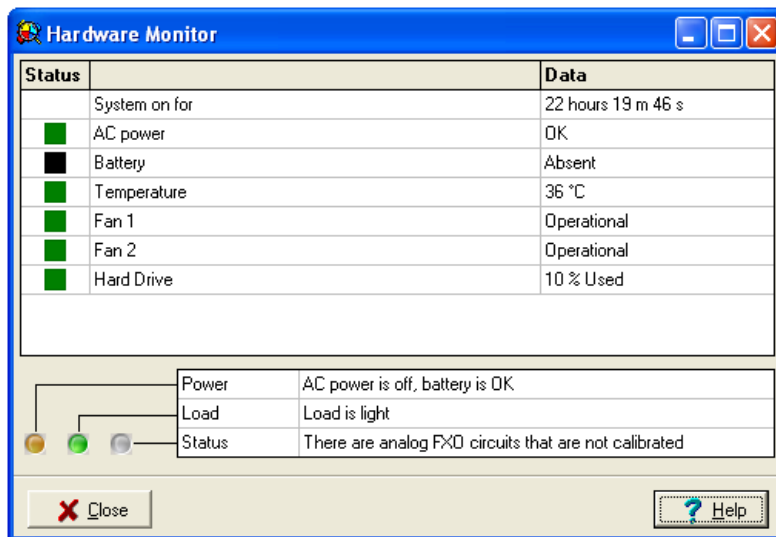 Hardware Monitor
Status Data
System on for 22 hours 19 m 46 s
AC power OK
Battery Absent
Temperature 36 °C
Fan 1 Operational
Fan 2 Operational
Hard Drive 10 % Used
Power AC power is off, battery is OK
Load Load is light
Status There are analog FXO circuits that are not calibrated
Close ? Help